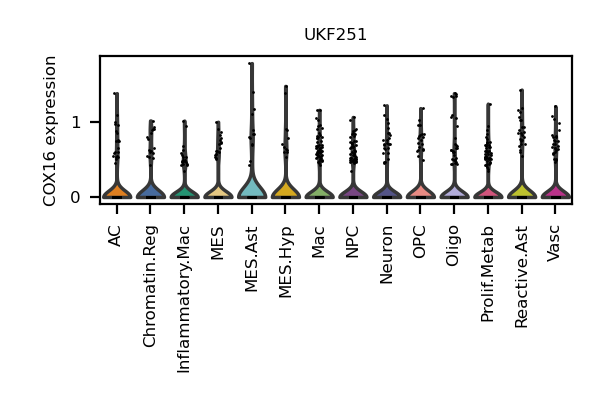 UKF251
COX16 expression
1
0
AC
Chromatin.Reg
Inflammatory.Mac
MES
MES.Ast
MES.Hyp
Mac
NPC
Neuron
OPC
Oligo
Prolif.Metab
Reactive.Ast
Vasc